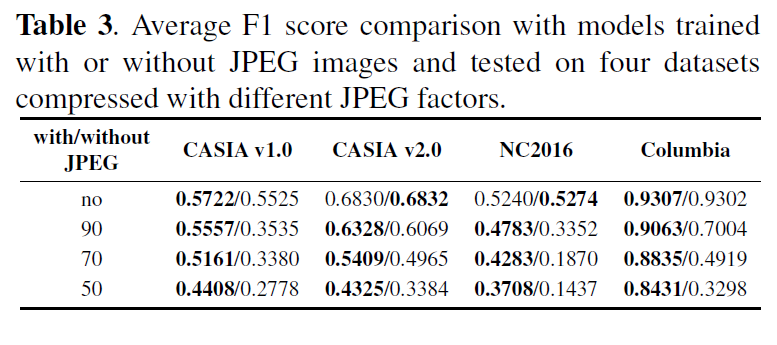 Table 3. Average F1 score comparison with models trained
with or without JPEG images and tested on four datasets
compressed with different JPEG factors.
with/without JPEG CASIA v1.0 CASIA v2.0 NC2016 Columbia
no 0.5722/0.5525 0.6830/0.6832 0.5240/0.5274 0.9307/0.9302
90 0.5557/0.3535 0.6328/0.6069 0.4783/0.3352 0.9063/0.7004
70 0.5161/0.3380 0.5409/0.4965 0.4283/0.1870 0.8835/0.4919
50 0.4408/0.2778 0.4325/0.3384 0.3708/0.1437 0.8431/0.3298